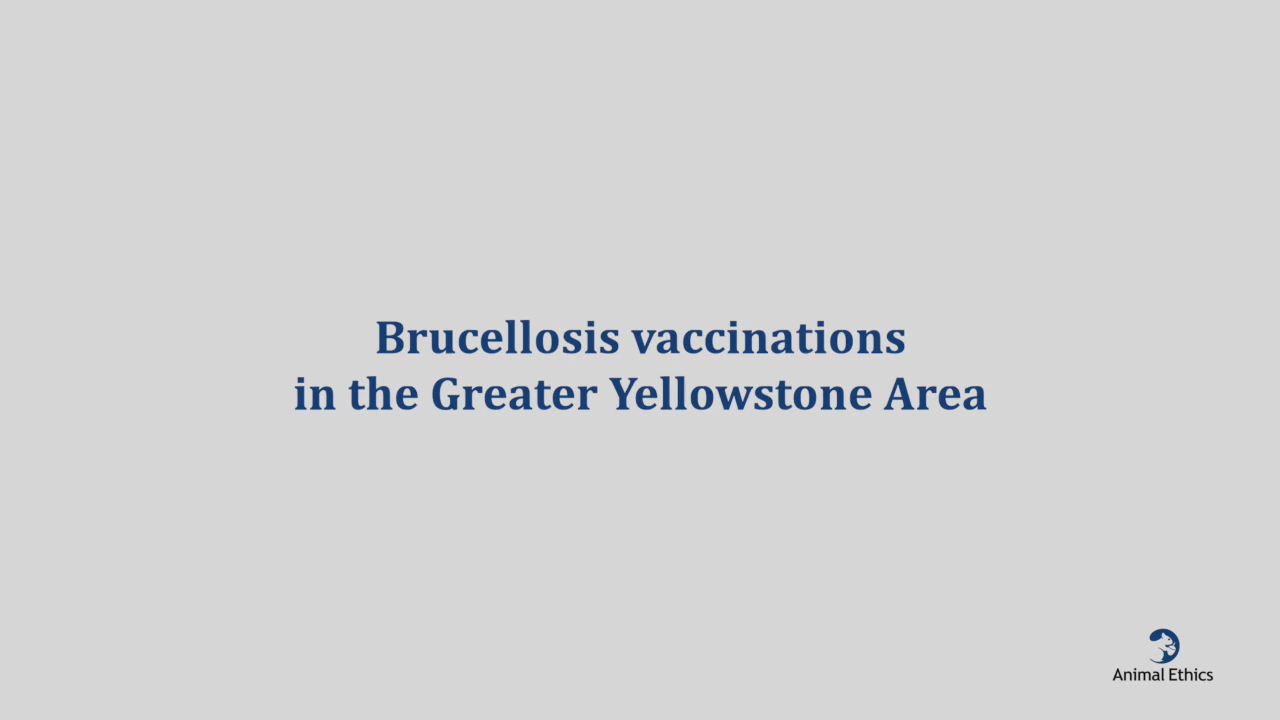 Brucellosis vaccinations
in the Greater Yellowstone Area
Animal Ethics